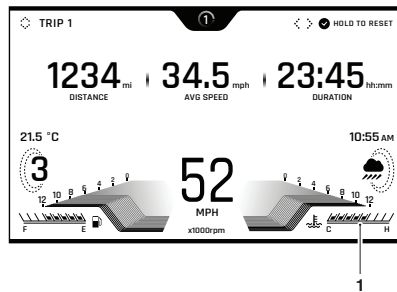 TRIP 1
1
HOLD TO RESET
1234 mi
DISTANCE
34.5 mph
AVG SPEED
23:45 hh:mm
DURATION
21.5 °C
10:55 AM
3
12 10 8 6 4 2 0
52
MPH
x1000rpm
0 2 4 6 8 10 12
F E
C H
1